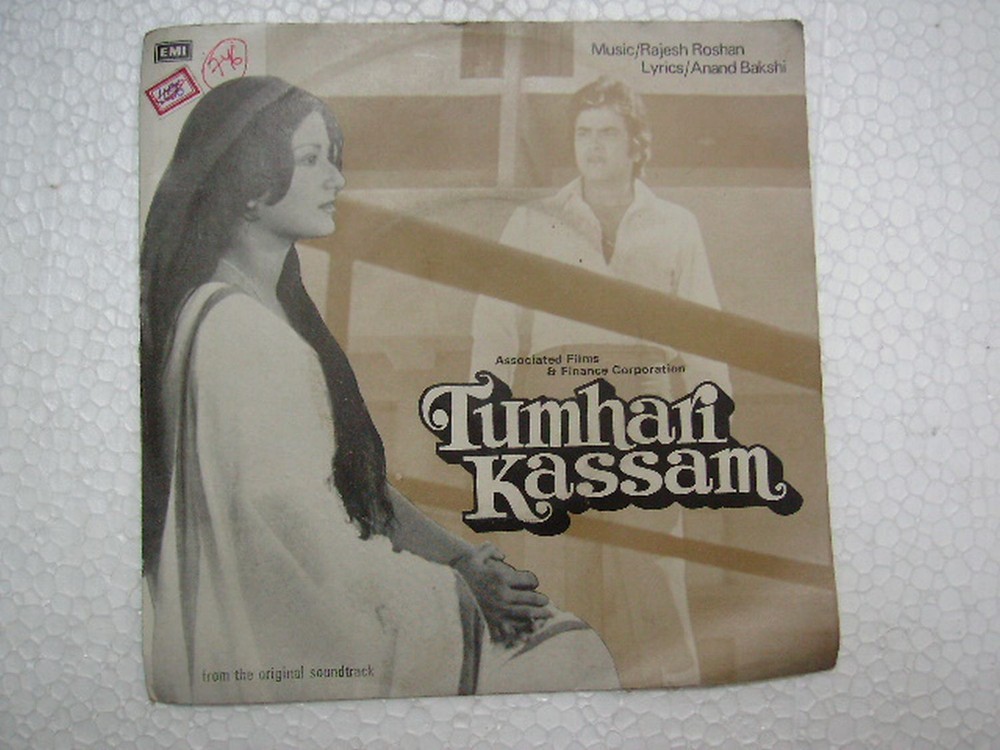 EMI
Music/Rajesh Roshan
Lyrics/Anand Bakshi
Associated Films
& Finance Corporation
Tumhari
Kassam
from the original soundtrack